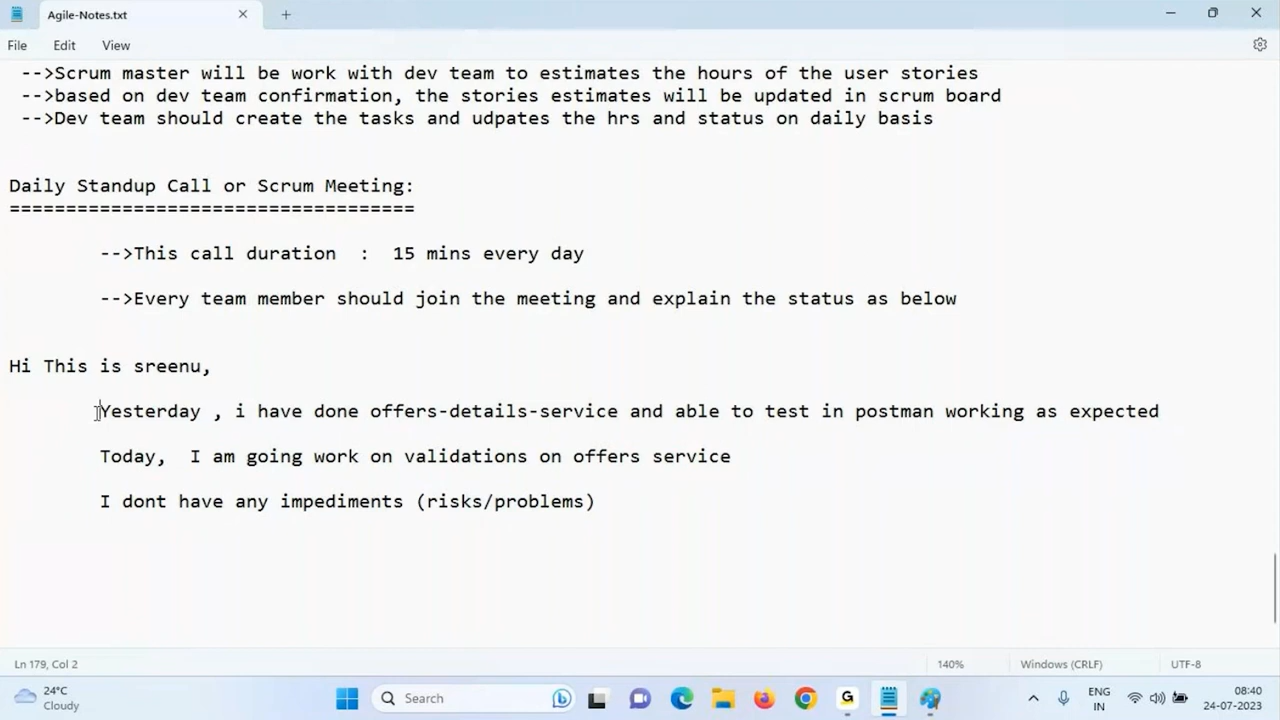 Agile-Notes.txt
File Edit View
-->Scrum master will be work with dev team to estimates the hours of the user stories
-->based on dev team confirmation, the stories estimates will be updated in scrum board
-->Dev team should create the tasks and udpates the hrs and status on daily basis
Daily Standup Call or Scrum Meeting:
====================================
-->This call duration  :  15 mins every day
-->Every team member should join the meeting and explain the status as below
Hi This is sreenu,
Yesterday , i have done offers-details-service and able to test in postman working as expected
Today,  I am going work on validations on offers service
I dont have any impediments (risks/problems)
Ln 179, Col 2 140% Windows (CRLF) UTF-8
24°C
Cloudy
Search
ENG
IN
08:40
24-07-2023